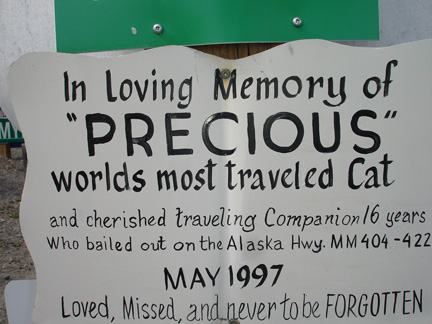 In Loving Memory of
"PRECIOUS"
worlds most traveled Cat
and cherished traveling Companion 16 years
Who bailed out on the Alaska Hwy. MM 404-422
MAY 1997
Loved, Missed, and never to be FORGOTTEN